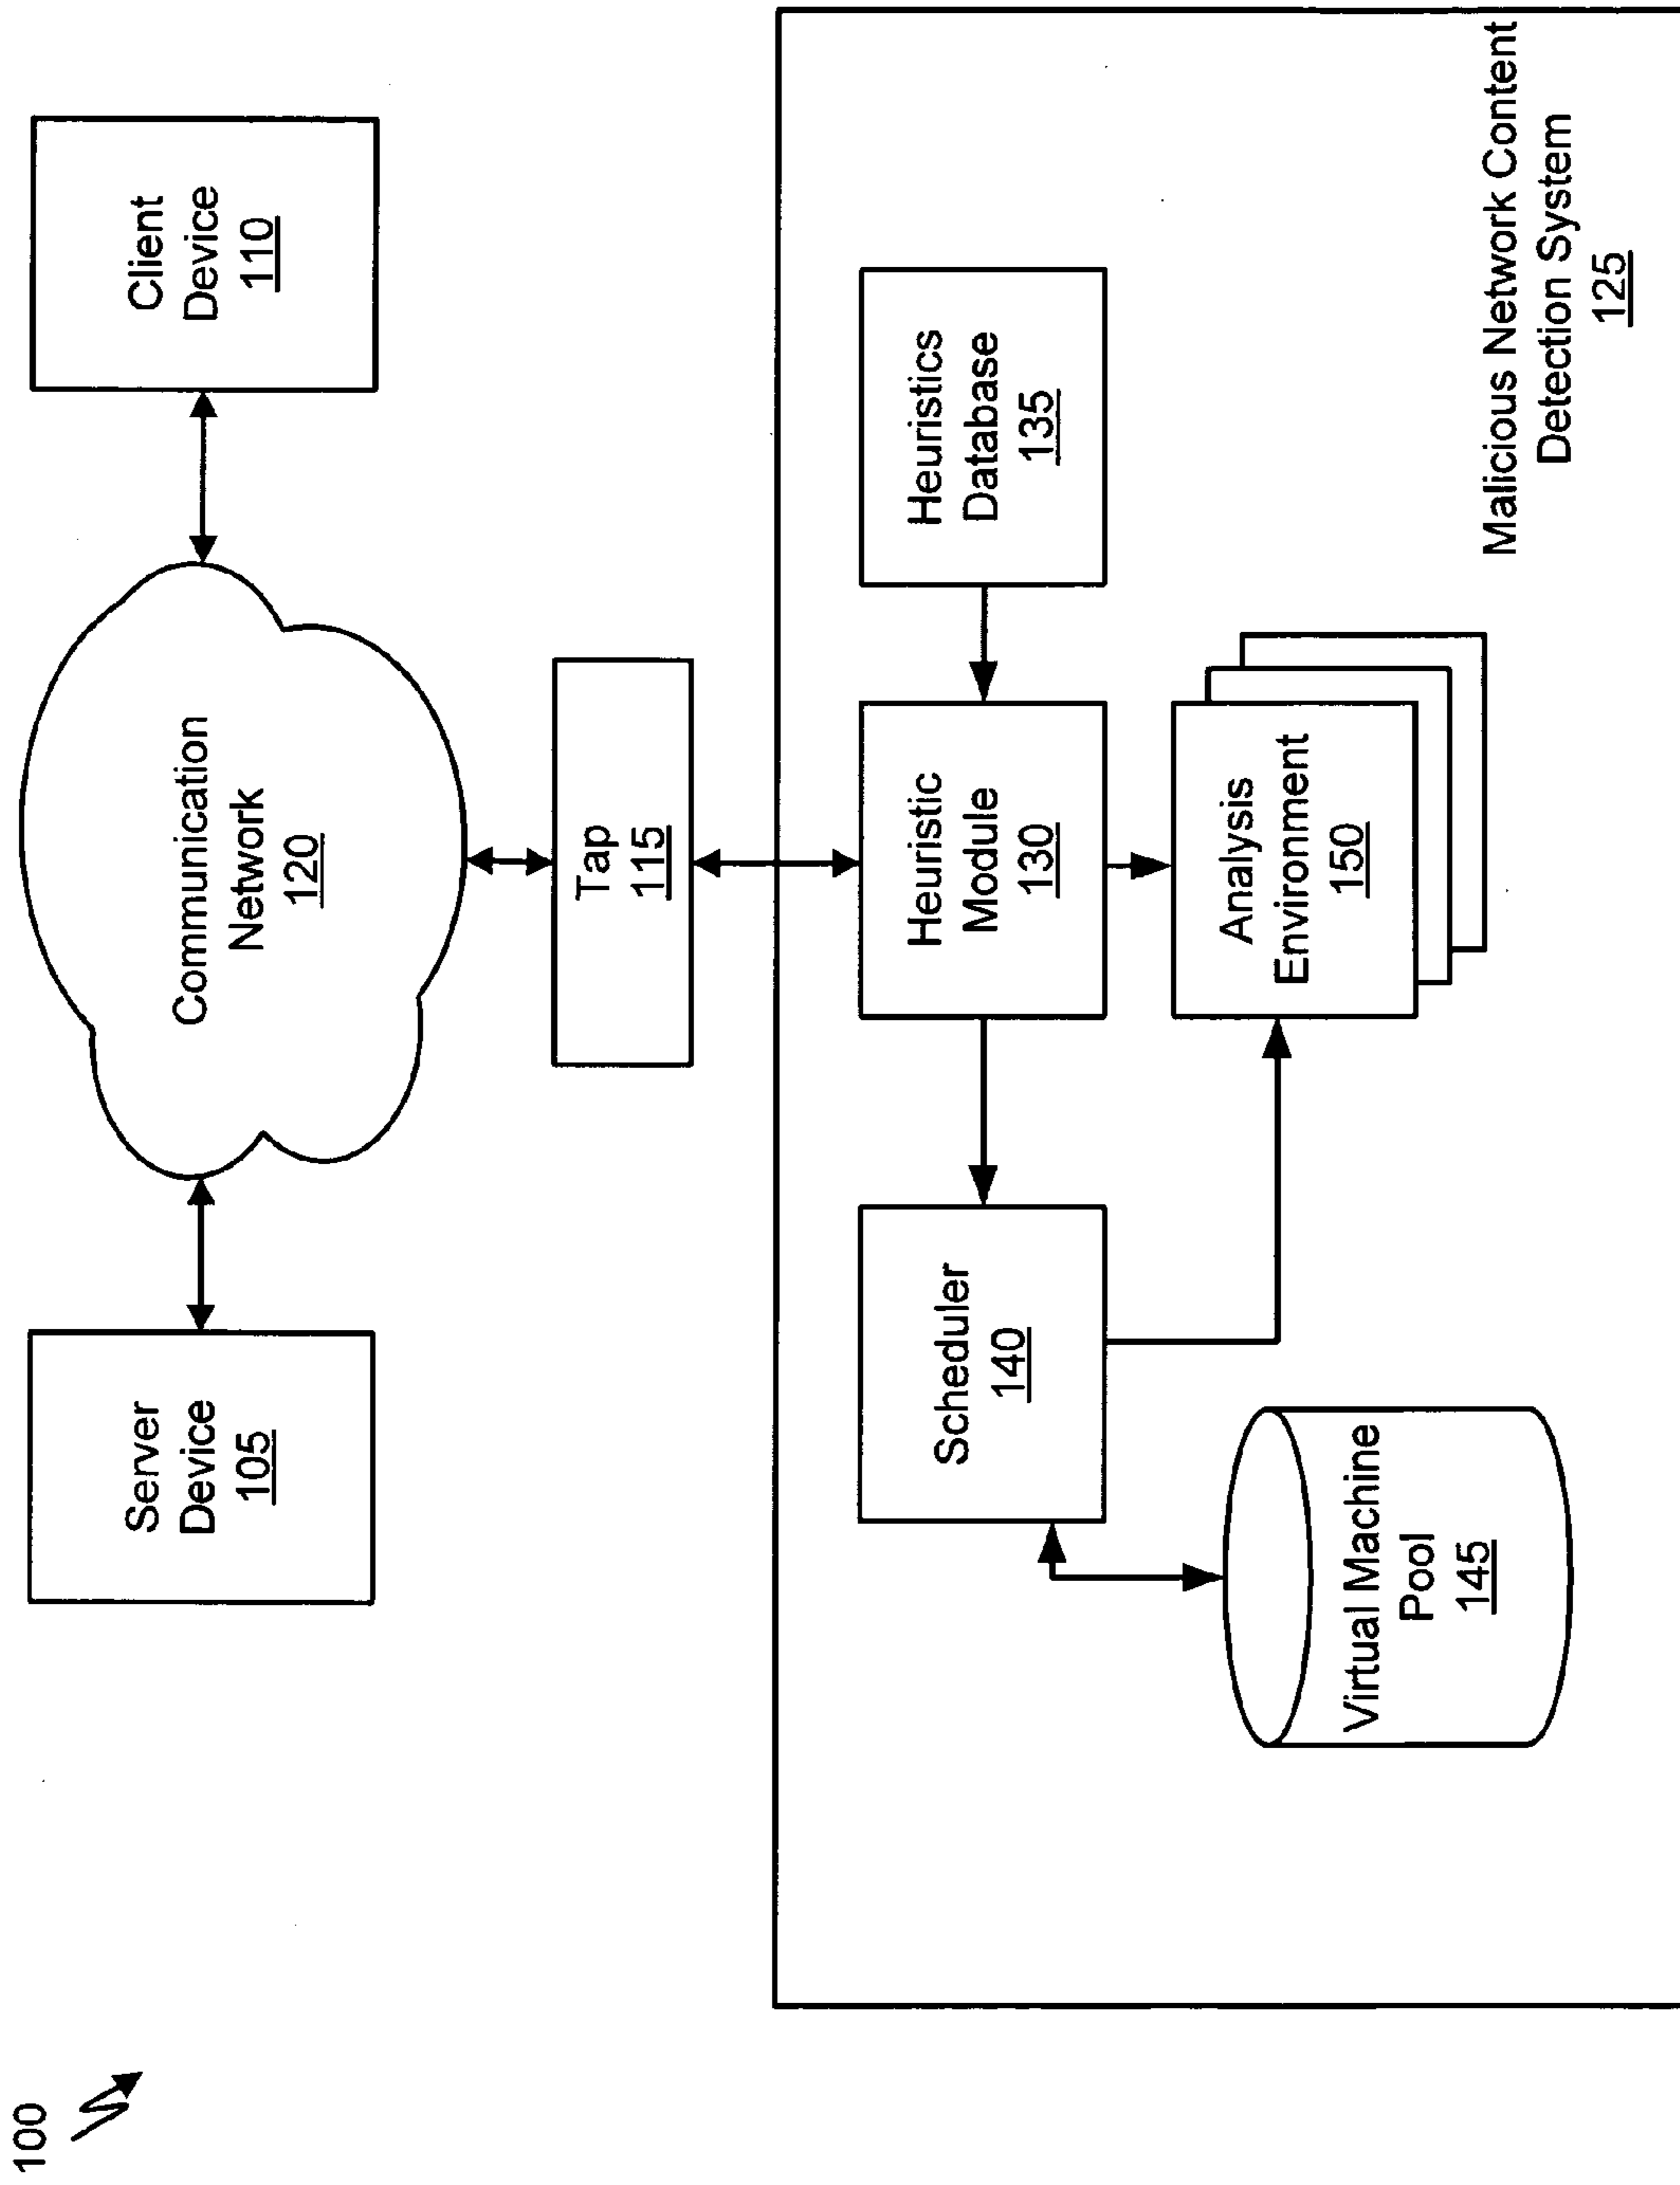 100
Server
Device
105
Communication
Network
120
Client
Device
110
Tap
115
Scheduler
140
Heuristic
Module
130
Heuristics
Database
135
Virtual Machine
Pool
145
Analysis
Environment
150
Malicious Network Content
Detection System
125